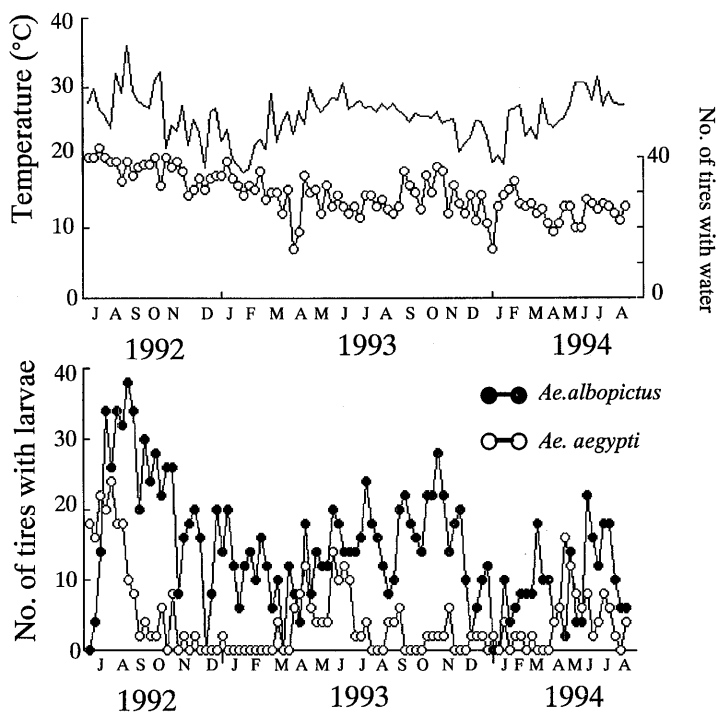 Temperature (°C)
40
30
20
10
0
40
20
0
No. of tires with water
J A S O N D J F M A M J J A S O N D J F M A M J J A
1992 1993 1994
No. of tires with larvae
40
30
20
10
0
Ae.albopictus
Ae. aegypti
J A S O N D J F M A M J J A S O N D J F M A M J J A
1992 1993 1994